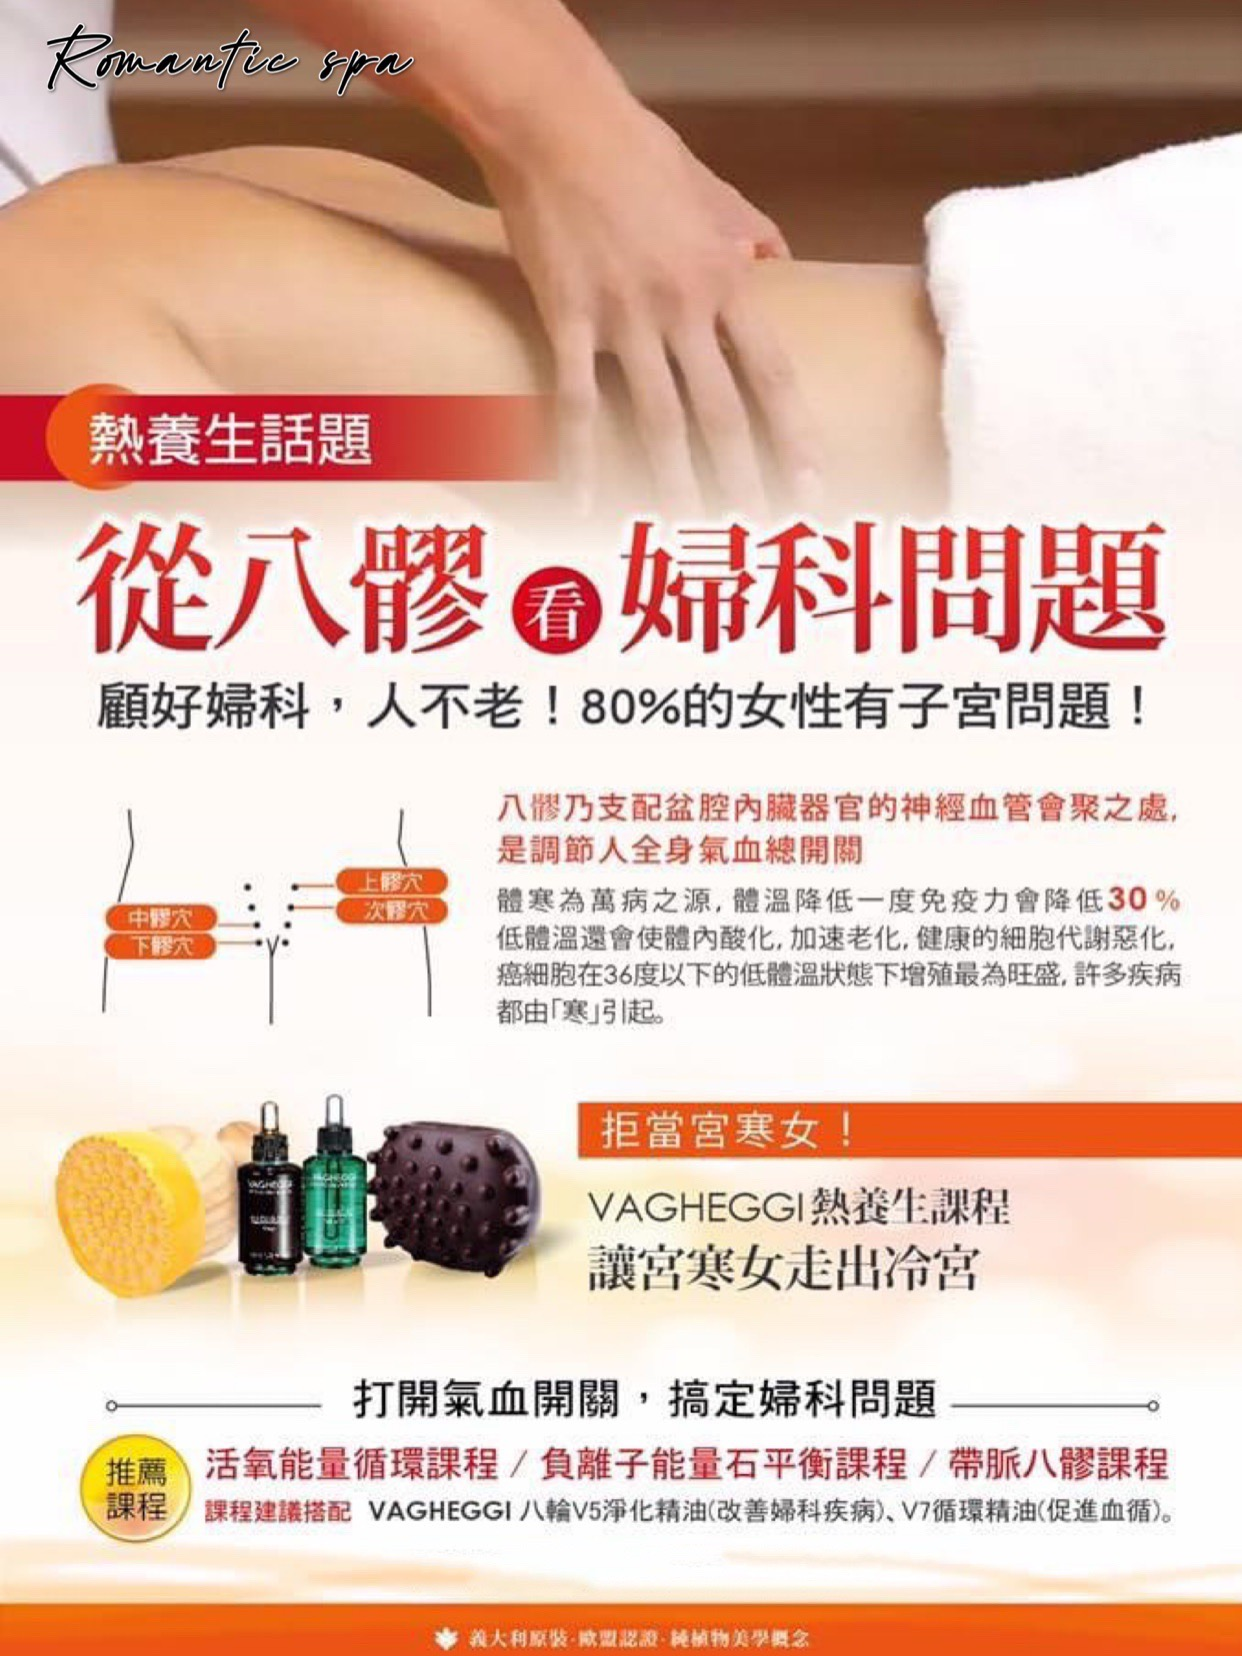 Romantic spa
熱養生話題
從八髎看婦科問題
顧好婦科，人不老！80%的女性有子宮問題！
八髎乃支配盆腔內臟器官的神經血管會聚之處,
是調節人全身氣血總開關
上髎穴
次髎穴
中髎穴
下髎穴
體寒為萬病之源, 體溫降低一度免疫力會降低30 %
低體溫還會使體內酸化, 加速老化, 健康的細胞代謝惡化,
癌細胞在36度以下的低體溫狀態下增殖最為旺盛, 許多疾病
都由「寒」引起。
VAGHEGGI
VAGHEGGI
拒當宮寒女！
VAGHEGGI熱養生課程
讓宮寒女走出冷宮
打開氣血開關，搞定婦科問題
推薦
課程
活氧能量循環課程 / 負離子能量石平衡課程 / 帶脈八髎課程
課程建議搭配 VAGHEGGI 八輪V5淨化精油(改善婦科疾病)、V7循環精油(促進血循)。
義大利原裝·歐盟認證·純植物美學概念